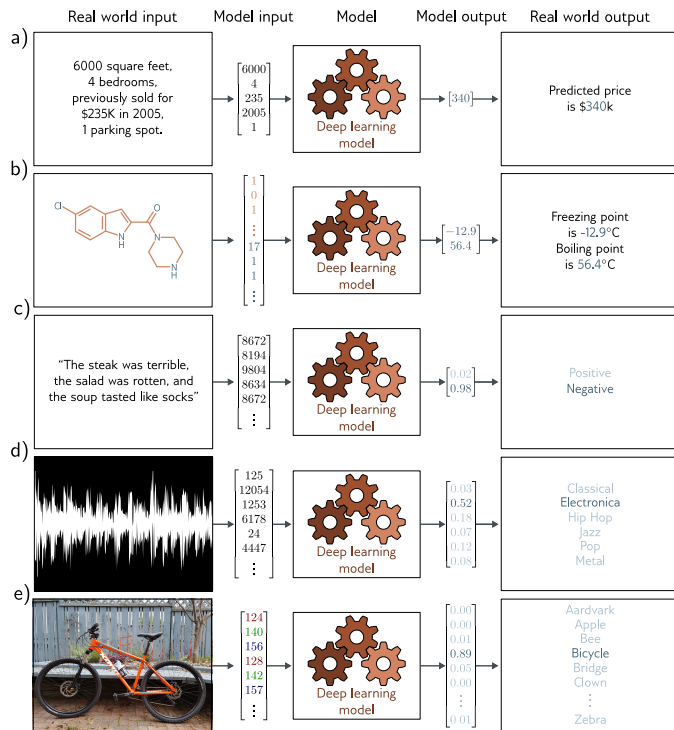 Real world input Model input Model Model output Real world output
a)
6000 square feet,
4 bedrooms,
previously sold for
$235K in 2005,
1 parking spot.
6000
4
235
2005
1
Deep learning
model
340
Predicted price
is $340k
b)
Cl
O
N
H
N
N
H
1
0
1
⋮
17
1
1
⋮
Deep learning
model
−12.9
56.4
Freezing point
is -12.9°C
Boiling point
is 56.4°C
c)
“The steak was terrible,
the salad was rotten, and
the soup tasted like socks”
8672
8194
9804
8634
8672
⋮
Deep learning
model
0.02
0.98
Positive
Negative
d)
125
12054
1253
6178
24
4447
⋮
Deep learning
model
0.03
0.52
0.18
0.07
0.12
0.08
Classical
Electronica
Hip Hop
Jazz
Pop
Metal
e)
124
140
156
128
142
157
⋮
Deep learning
model
0.00
0.00
0.01
0.89
0.05
0.00
⋮
0.01
Aardvark
Apple
Bee
Bicycle
Bridge
Clown
⋮
Zebra